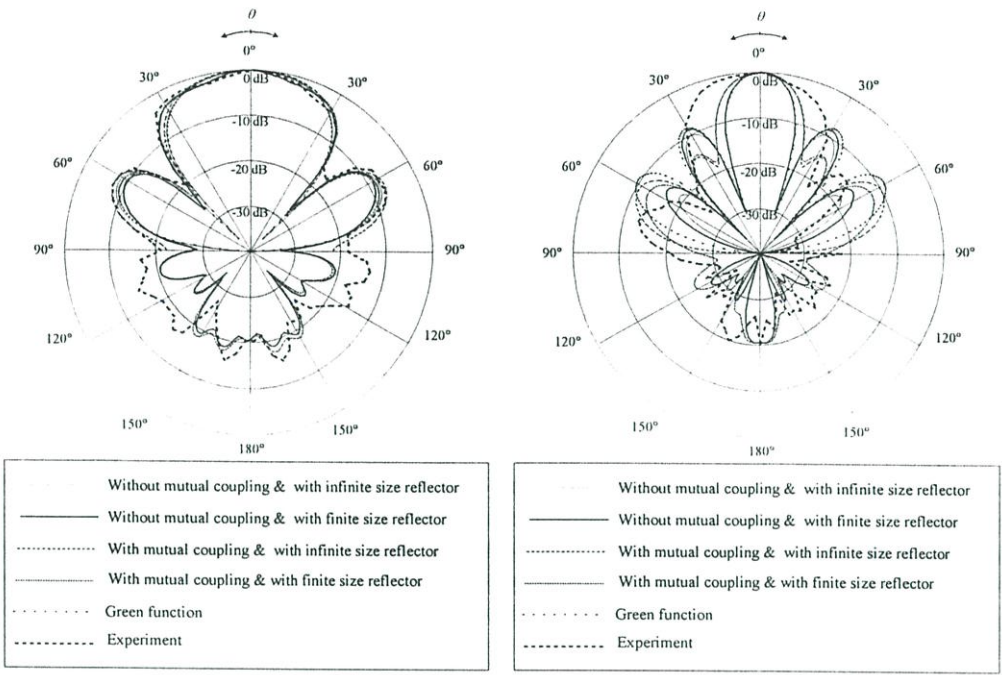 θ
0°
30°
30°
0 dB
-10 dB
60°
60°
-20 dB
-30 dB
90°
90°
120°
120°
150°
150°
180°
Without mutual coupling & with infinite size reflector
Without mutual coupling & with finite size reflector
With mutual coupling & with infinite size reflector
With mutual coupling & with finite size reflector
Green function
Experiment
θ
0°
30°
30°
0 dB
-10 dB
60°
60°
-20 dB
-30 dB
90°
90°
120°
120°
150°
150°
180°
Without mutual coupling & with infinite size reflector
Without mutual coupling & with finite size reflector
With mutual coupling & with infinite size reflector
With mutual coupling & with finite size reflector
Green function
Experiment